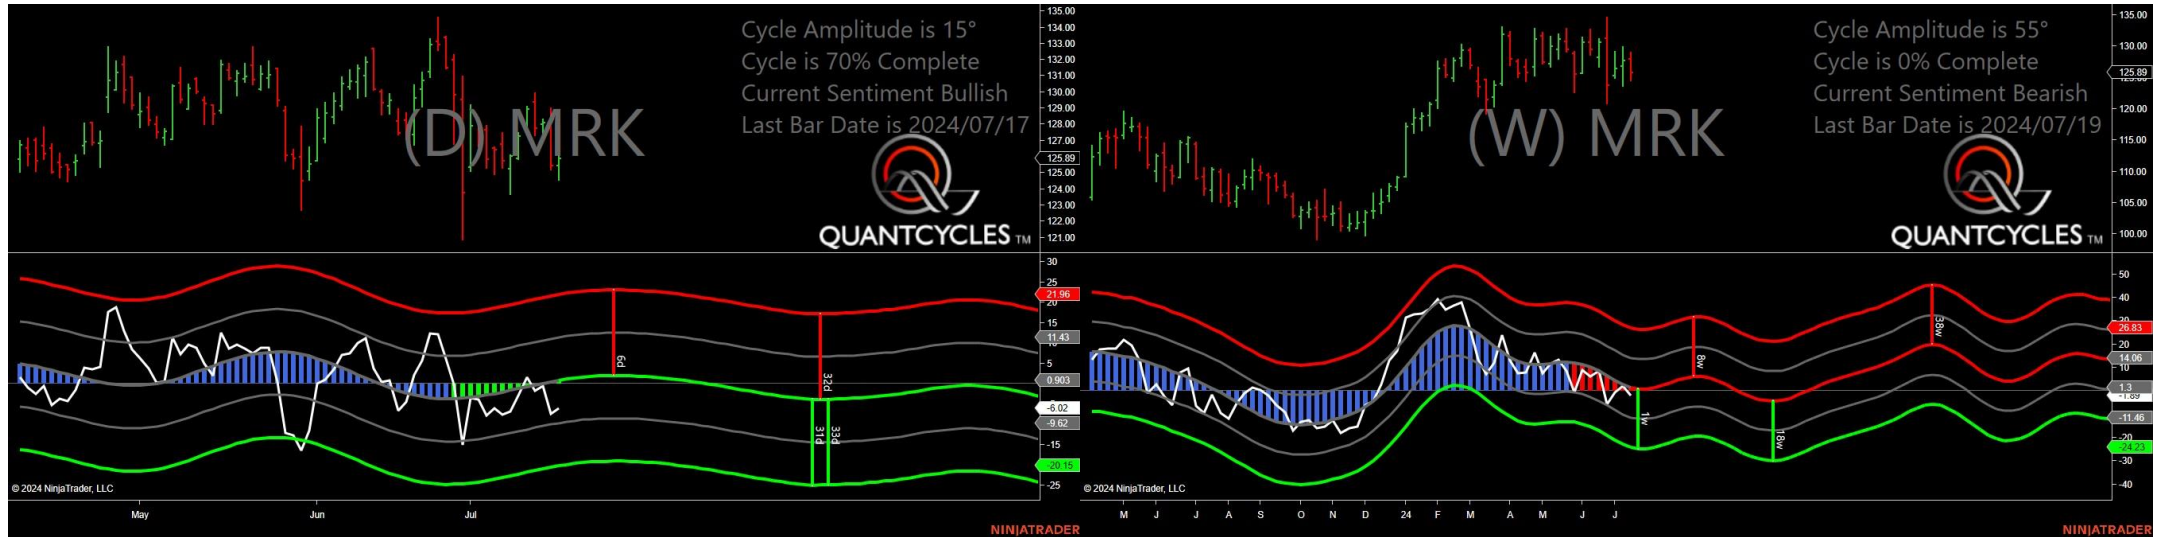 Cycle Amplitude is 15°
Cycle is 70% Complete
Current Sentiment Bullish
Last Bar Date is 2024/07/17
(D) MRK
QUANTCYCLES TM
135.00
134.00
133.00
132.00
131.00
130.00
129.00
128.00
127.00
125.89
125.00
124.00
123.00
122.00
121.00
30
25
21.96
20
15
11.43
5
0.903
-6.02
-9.62
-15
-20.15
-25
6d
32d
31d
33d
© 2024 NinjaTrader, LLC
May
Jun
Jul
NINJATRADER
Cycle Amplitude is 55°
Cycle is 0% Complete
Current Sentiment Bearish
Last Bar Date is 2024/07/19
(W) MRK
QUANTCYCLES TM
135.00
130.00
125.89
120.00
115.00
110.00
105.00
100.00
50
40
26.83
20
14.06
10
1.3
-1.89
-11.46
-20
-24.23
-30
-40
8w
38w
1w
18w
© 2024 NinjaTrader, LLC
M J J A S O N D 24 F M A M J J
NINJATRADER